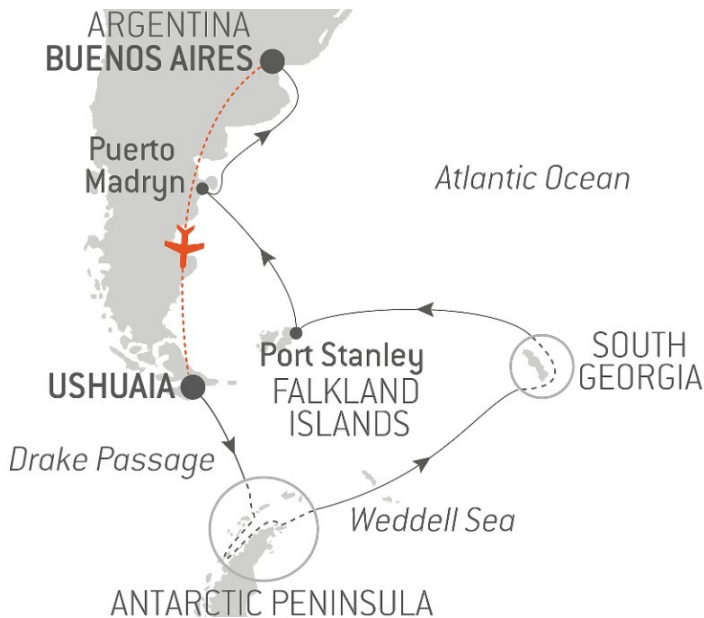 ARGENTINA
BUENOS AIRES
Puerto
Madryn
Atlantic Ocean
Port Stanley
FALKLAND
ISLANDS
SOUTH
GEORGIA
USHUAIA
Drake Passage
Weddell Sea
ANTARCTIC PENINSULA